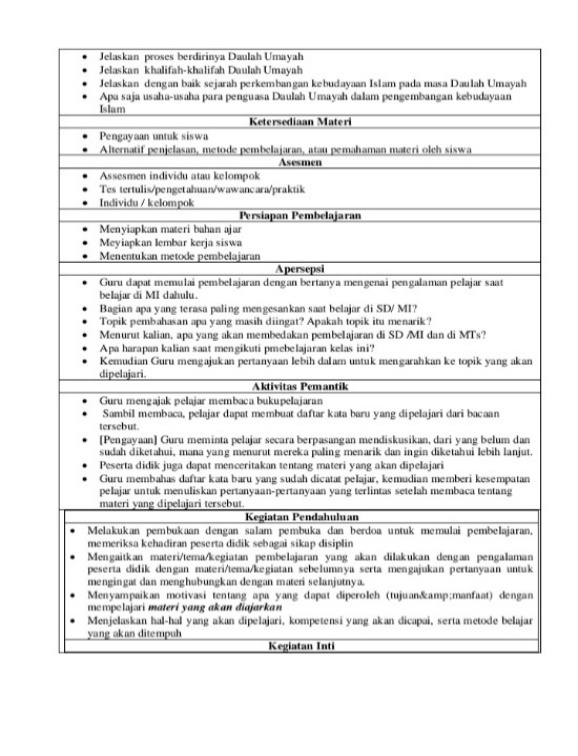 • Jelaskan proses berdirinya Daulah Umayah
• Jelaskan khalifah-khalifah Daulah Umayah
• Jelaskan dengan baik sejarah perkembangan kebudayaan Islam pada masa Daulah Umayah
• Apa saja usaha-usaha para penguasa Daulah Umayah dalam pengembangan kebudayaan
Islam
Ketersediaan Materi
• Pengayaan untuk siswa
• Alternatif penjelasan, metode pembelajaran, atau pemahaman materi oleh siswa
Asesmen
• Assesmen individu atau kelompok
• Tes tertulis/pengetahuan/wawancara/praktik
• Individu / kelompok
Persiapan Pembelajaran
• Menyiapkan materi bahan ajar
• Meyiapkan lembar kerja siswa
• Menentukan metode pembelajaran
Apersepsi
• Guru dapat memulai pembelajaran dengan bertanya mengenai pengalaman pelajar saat
belajar di MI dahulu.
• Bagian apa yang terasa paling mengesankan saat belajar di SD/ MI?
• Topik pembahasan apa yang masih diingat? Apakah topik itu menarik?
• Menurut kalian, apa yang akan membedakan pembelajaran di SD /MI dan di MTs?
• Apa harapan kalian saat mengikuti pmebelajaran kelas ini?
• Kemudian Guru mengajukan pertanyaan lebih dalam untuk mengarahkan ke topik yang akan
dipelajari.
Aktivitas Pemantik
• Guru mengajak pelajar membaca bukupelajaran
• Sambil membaca, pelajar dapat membuat daftar kata baru yang dipelajari dari bacaan
tersebut.
• [Pengayaan] Guru meminta pelajar secara berpasangan mendiskusikan, dari yang belum dan
sudah diketahui, mana yang menurut mereka paling menarik dan ingin diketahui lebih lanjut.
• Peserta didik juga dapat menceritakan tentang materi yang akan dipelajari
• Guru membahas daftar kata baru yang sudah dicatat pelajar, kemudian memberi kesempatan
pelajar untuk menuliskan pertanyaan-pertanyaan yang terlintas setelah membaca tentang
materi yang dipelajari tersebut.
Kegiatan Pendahuluan
• Melakukan pembukaan dengan salam pembuka dan berdoa untuk memulai pembelajaran,
memeriksa kehadiran peserta didik sebagai sikap disiplin
• Mengaitkan materi/tema/kegiatan pembelajaran yang akan dilakukan dengan pengalaman
peserta didik dengan materi/tema/kegiatan sebelumnya serta mengajukan pertanyaan untuk
mengingat dan menghubungkan dengan materi selanjutnya.
• Menyampaikan motivasi tentang apa yang dapat diperoleh (tujuan&amp;manfaat) dengan
mempelajari materi yang akan diajarkan
• Menjelaskan hal-hal yang akan dipelajari, kompetensi yang akan dicapai, serta metode belajar
yang akan ditempuh
Kegiatan Inti